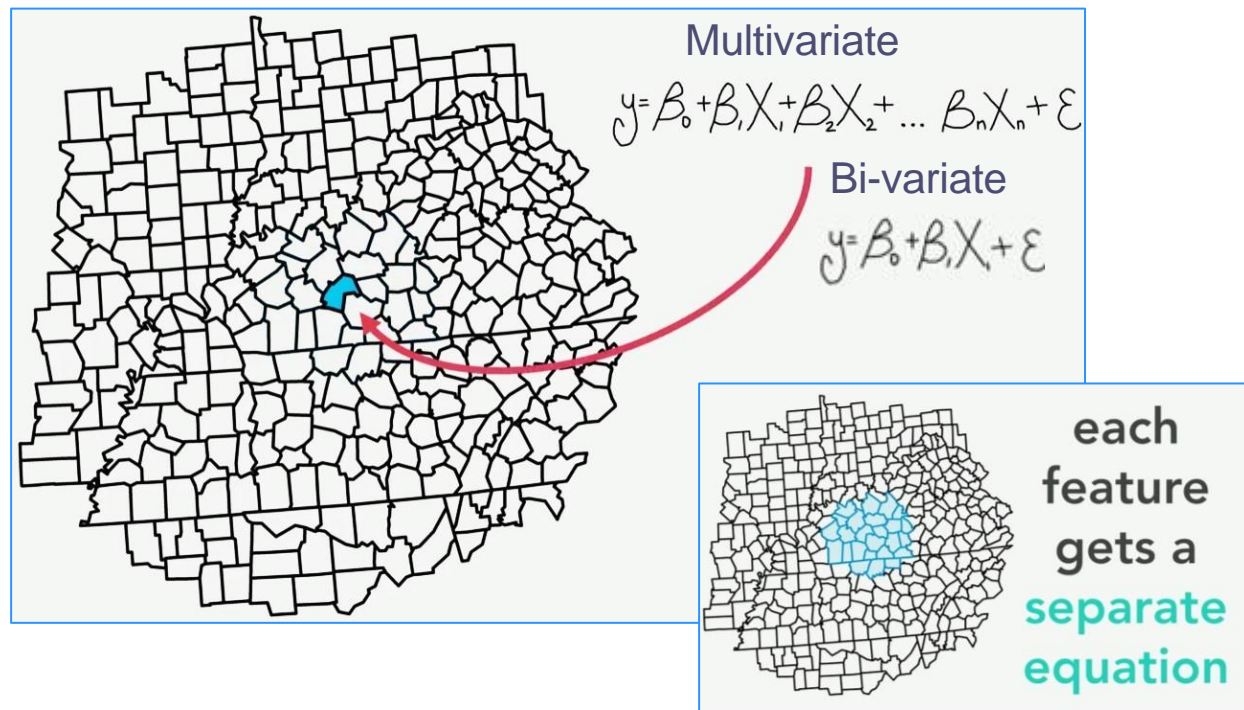 Multivariate
y=β₀+β₁X₁+β₂X₂+... βₙXₙ+ε
Bi-variate
y=β₀+β₁X₁+ε
each
feature
gets a
separate
equation